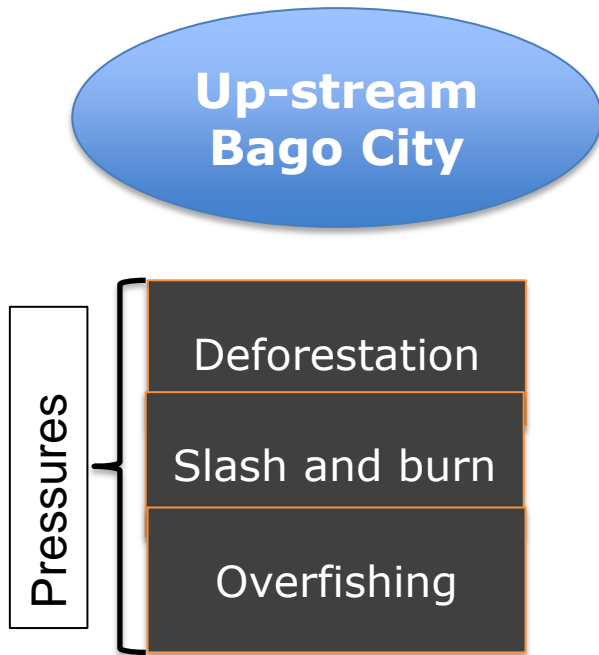 Up-stream
Bago City
Pressures
Deforestation
Slash and burn
Overfishing